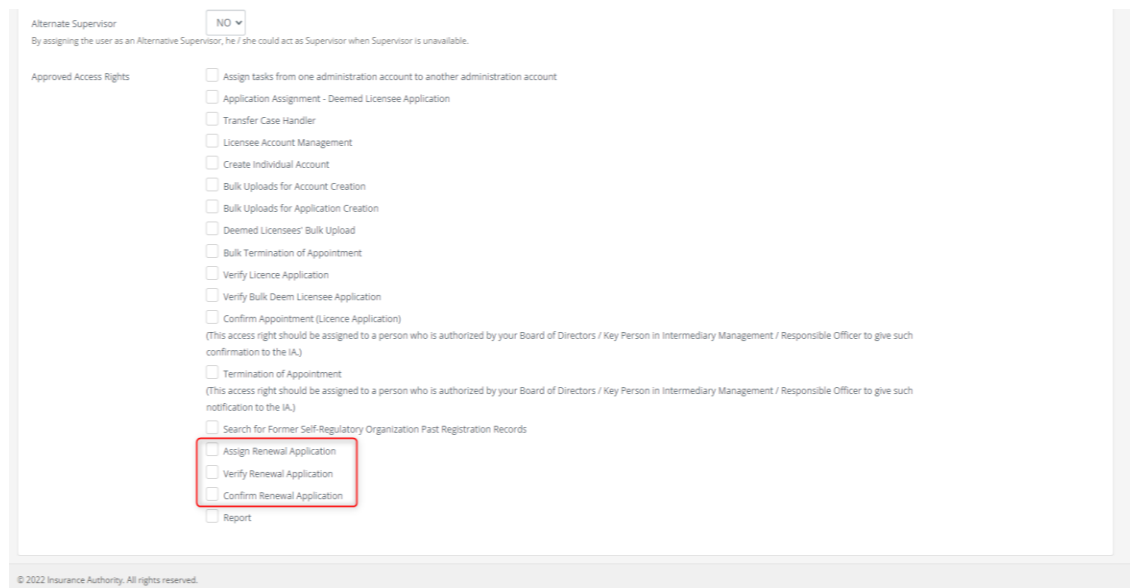 Alternate Supervisor
NO
By assigning the user as an Alternative Supervisor, he / she could act as Supervisor when Supervisor is unavailable.
Approved Access Rights
Assign tasks from one administration account to another administration account
Application Assignment - Deemed Licensee Application
Transfer Case Handler
Licensee Account Management
Create Individual Account
Bulk Uploads for Account Creation
Bulk Uploads for Application Creation
Deemed Licensees' Bulk Upload
Bulk Termination of Appointment
Verify Licence Application
Verify Bulk Deem Licensee Application
Confirm Appointment (Licence Application)
(This access right should be assigned to a person who is authorized by your Board of Directors / Key Person in Intermediary Management / Responsible Officer to give such
confirmation to the IA.)
Termination of Appointment
(This access right should be assigned to a person who is authorized by your Board of Directors / Key Person in Intermediary Management / Responsible Officer to give such
notification to the IA.)
Search for Former Self-Regulatory Organization Past Registration Records
Assign Renewal Application
Verify Renewal Application
Confirm Renewal Application
Report
© 2022 Insurance Authority. All rights reserved.